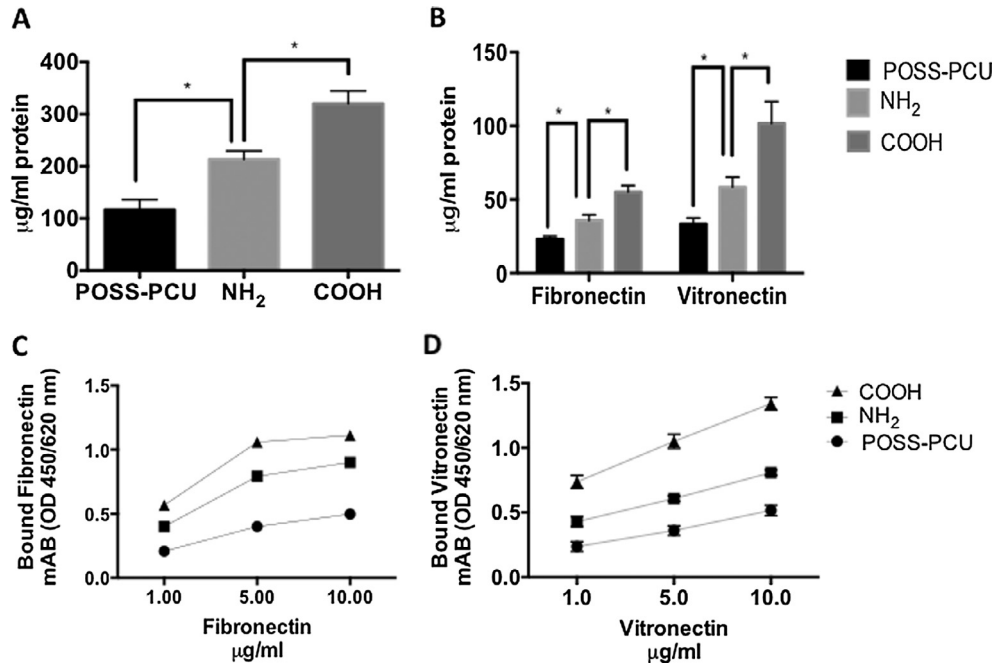 A
μg/ml protein
400
300
200
100
0
*
*
POSS-PCU NH₂ COOH
B
μg/ml protein
150
100
50
0
* * * *
Fibronectin Vitronectin
POSS-PCU
NH₂
COOH
C
Bound Fibronectin
mAB (OD 450/620 nm)
1.5
1.0
0.5
0.0
1.00 5.00 10.00
Fibronectin
μg/ml
D
Bound Vitronectin
mAB (OD 450/620 nm)
1.5
1.0
0.5
0.0
1.0 5.0 10.0
Vitronectin
μg/ml
COOH
NH₂
POSS-PCU